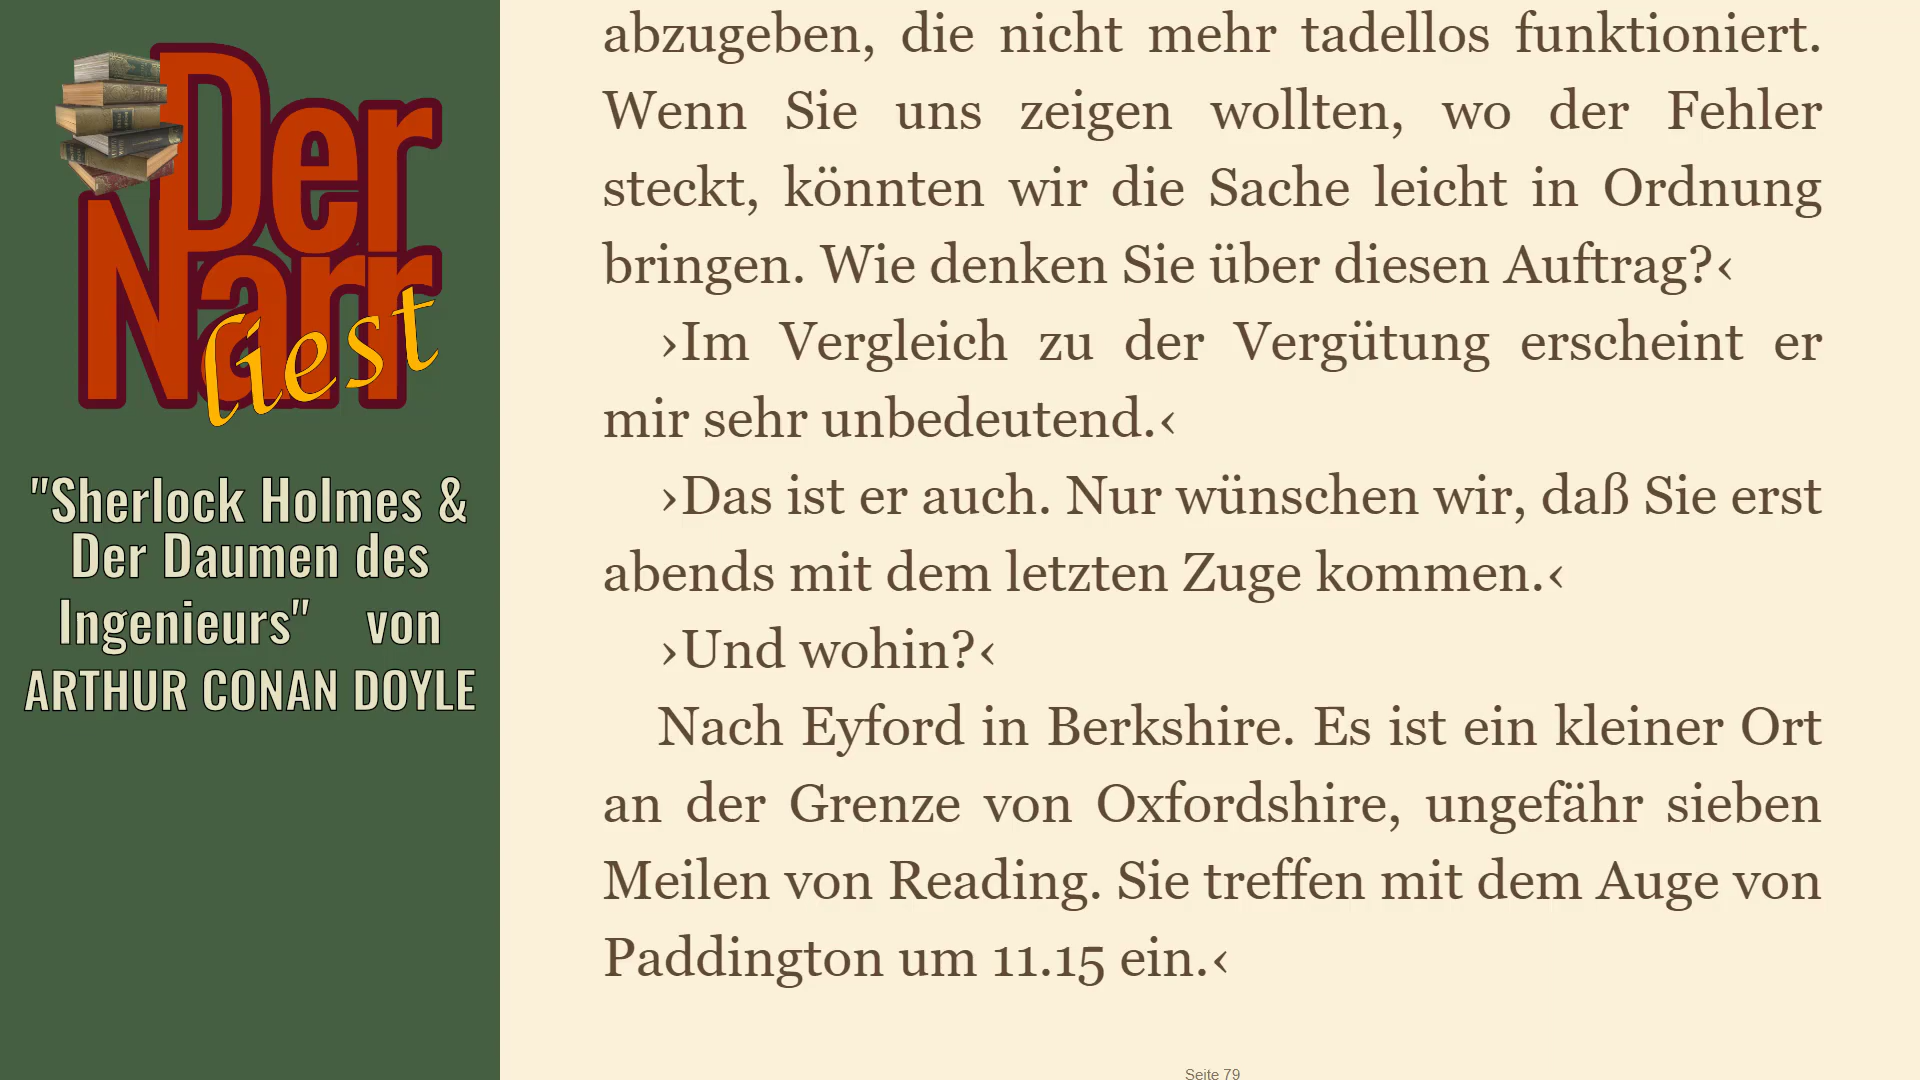 Der
Narr
liest
"Sherlock Holmes &
Der Daumen des
Ingenieurs" von
ARTHUR CONAN DOYLE
abzugeben, die nicht mehr tadellos funktioniert.
Wenn Sie uns zeigen wollten, wo der Fehler
steckt, könnten wir die Sache leicht in Ordnung
bringen. Wie denken Sie über diesen Auftrag?‹
›Im Vergleich zu der Vergütung erscheint er
mir sehr unbedeutend.‹
›Das ist er auch. Nur wünschen wir, daß Sie erst
abends mit dem letzten Zuge kommen.‹
›Und wohin?‹
Nach Eyford in Berkshire. Es ist ein kleiner Ort
an der Grenze von Oxfordshire, ungefähr sieben
Meilen von Reading. Sie treffen mit dem Auge von
Paddington um 11.15 ein.‹
Seite 79